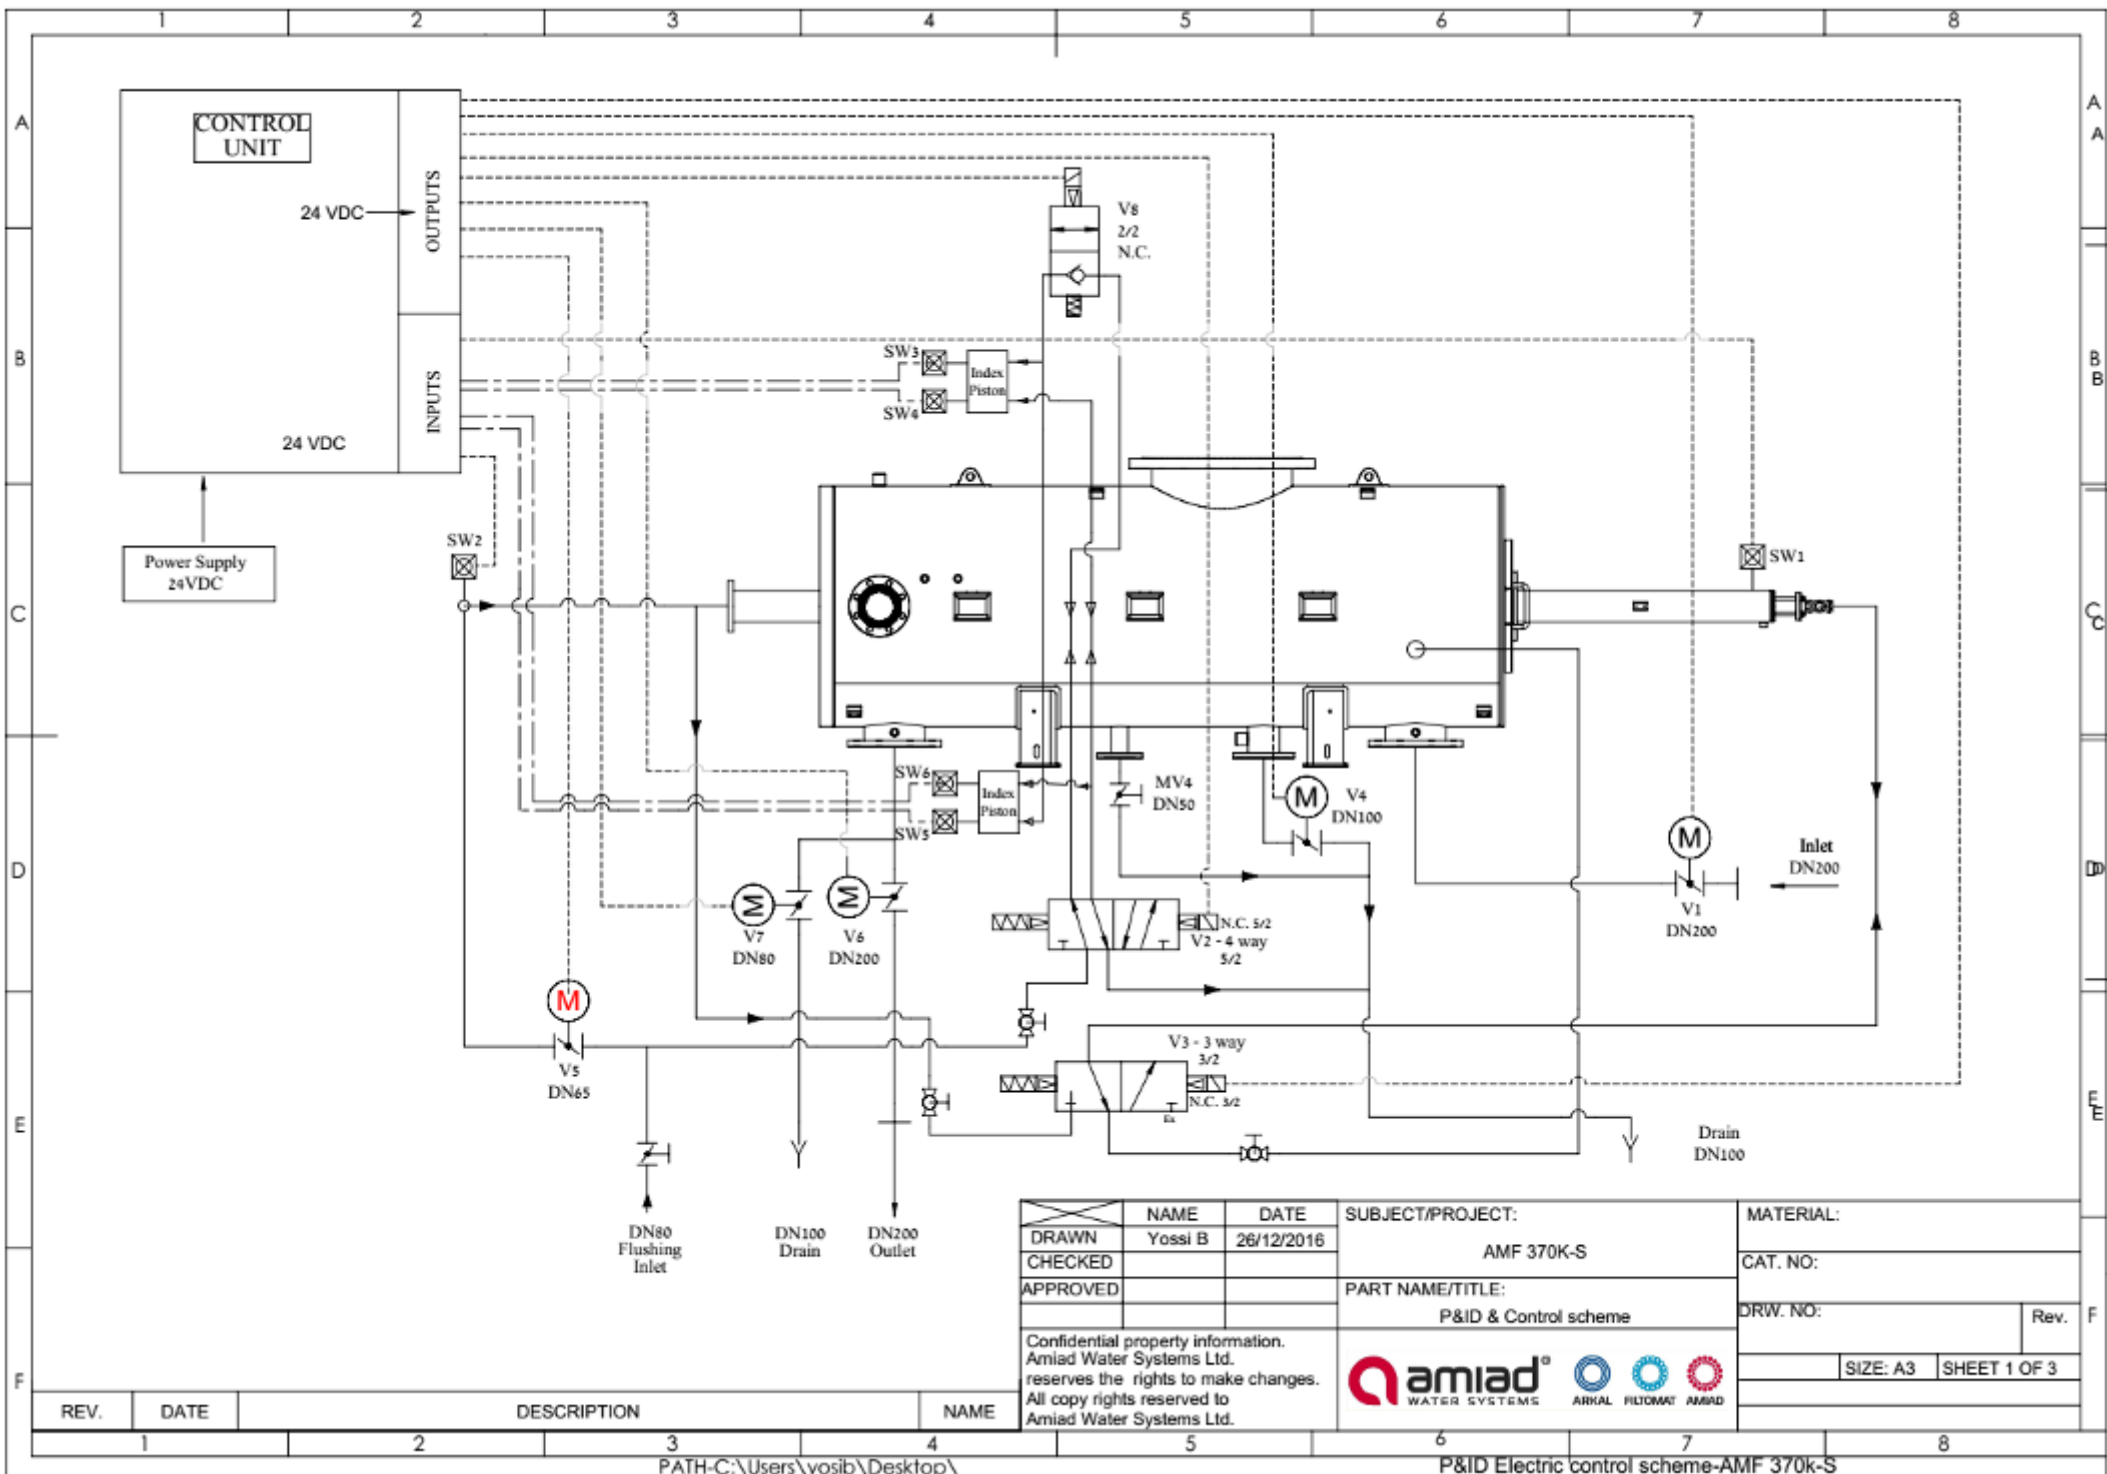 1 2 3 4 5 6 7 8
A
A
A
B
B
B
C
C
C
D
D
D
E
E
E
F
F
CONTROL
UNIT
24 VDC
OUTPUTS
INPUTS
24 VDC
Power Supply
24VDC
V8
2/2
N.C.
SW3
SW4
Index
Piston
SW2
SW1
SW6
SW5
Index
Piston
MV4
DN50
M
V4
DN100
M
V1
DN200
Inlet
DN200
M
V7
DN80
M
V6
DN200
N.C. 5/2
V2 - 4 way
5/2
M
V5
DN65
V3 - 3 way
3/2
N.C. 3/2
Ex
Drain
DN100
DN80
Flushing
Inlet
DN100
Drain
DN200
Outlet
NAME DATE
DRAWN Yossi B 26/12/2016
CHECKED
APPROVED
SUBJECT/PROJECT:
AMF 370K-S
PART NAME/TITLE:
P&ID & Control scheme
MATERIAL:
CAT. NO:
DRW. NO:
Rev.
SIZE: A3 SHEET 1 OF 3
Confidential property information.
Amiad Water Systems Ltd.
reserves the rights to make changes.
All copy rights reserved to
Amiad Water Systems Ltd.
amiad
WATER SYSTEMS
ARKAL FILTOMAT AMIAD
REV. DATE DESCRIPTION NAME
1 2 3 4 5 6 7 8
PATH-C:\Users\yosib\Desktop\
P&ID Electric control scheme-AMF 370k-S